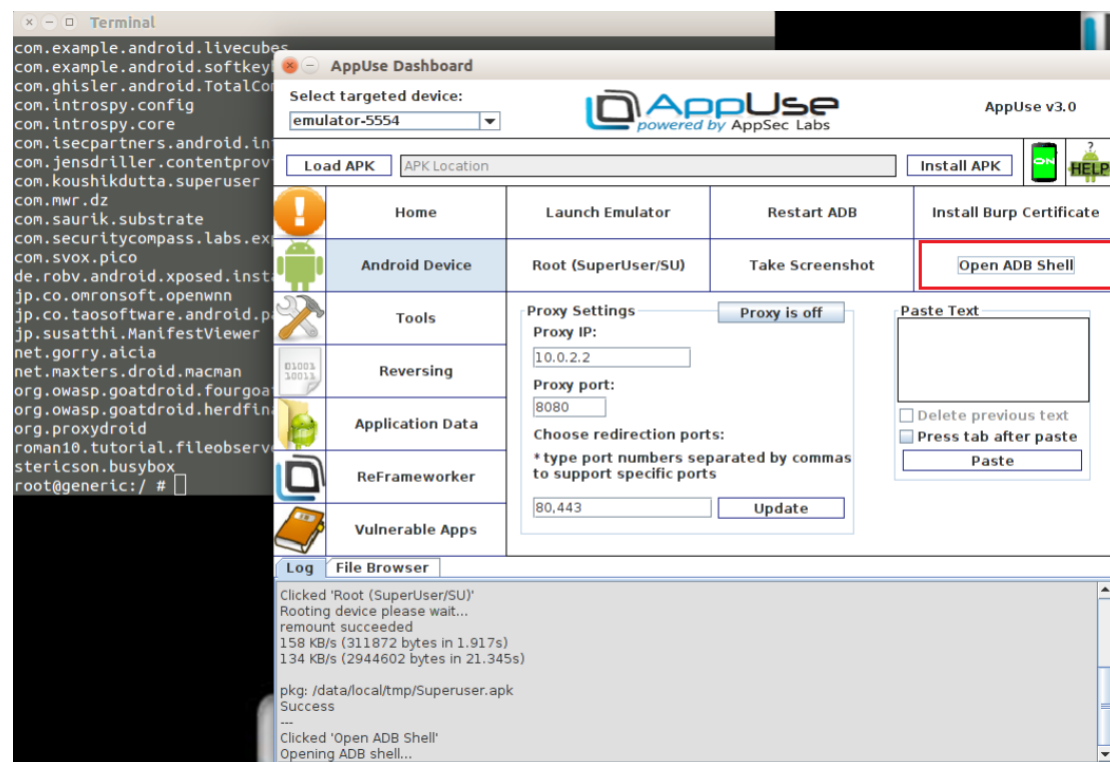 Terminal
com.example.android.livecubes
com.example.android.softkey
com.ghisler.android.TotalCo
com.introspy.config
com.introspy.core
com.isecpartners.android.in
com.jensdriller.contentprov
com.koushikdutta.superuser
com.mwr.dz
com.saurik.substrate
com.securitycompass.labs.ex
com.svox.pico
de.robv.android.xposed.inst
jp.co.omronsoft.openwnn
jp.co.taosoftware.android.p
jp.susatthi.ManifestViewer
net.gorry.aicia
net.maxters.droid.macman
org.owasp.goatdroid.fourgoa
org.owasp.goatdroid.herdfin
org.proxydroid
roman10.tutorial.fileobserv
stericson.busybox
root@generic:/ #
AppUse Dashboard
Select targeted device:
emulator-5554
AppUse
powered by AppSec Labs
AppUse v3.0
Load APK
APK Location
Install APK
ON
?
HELP
Home
Launch Emulator
Restart ADB
Install Burp Certificate
Android Device
Root (SuperUser/SU)
Take Screenshot
Open ADB Shell
Tools
Reversing
Application Data
ReFrameworker
Vulnerable Apps
Proxy Settings
Proxy is off
Proxy IP:
10.0.2.2
Proxy port:
8080
Choose redirection ports:
* type port numbers separated by commas
to support specific ports
80,443
Update
Paste Text
Delete previous text
Press tab after paste
Paste
Log
File Browser
Clicked 'Root (SuperUser/SU)'
Rooting device please wait...
remount succeeded
158 KB/s (311872 bytes in 1.917s)
134 KB/s (2944602 bytes in 21.345s)
pkg: /data/local/tmp/Superuser.apk
Success
---
Clicked 'Open ADB Shell'
Opening ADB shell...